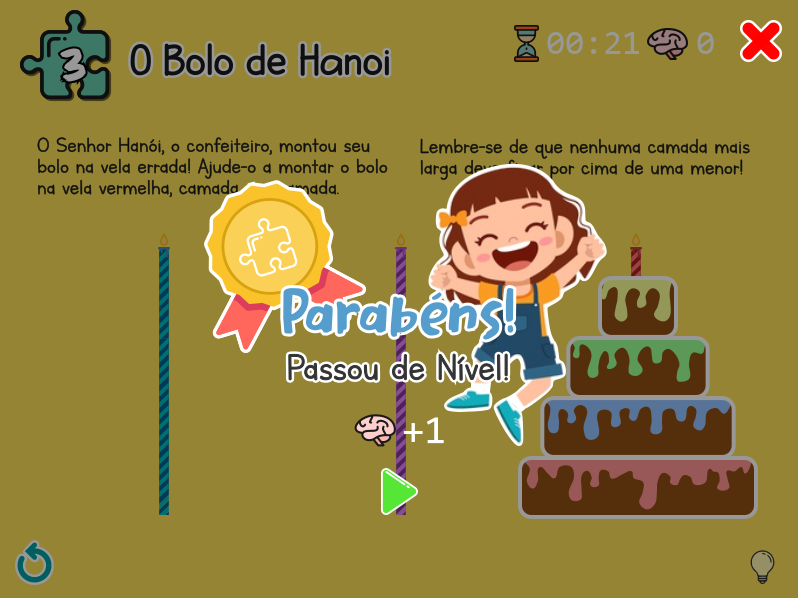 3
O Bolo de Hanoi
00:21
0
O Senhor Hanói, o confeiteiro, montou seu
bolo na vela errada! Ajude-o a montar o bolo
na vela vermelha, camada camada.
Lembre-se de que nenhuma camada mais
larga por cima de uma menor!
Parabéns!
Passou de Nível!
+1